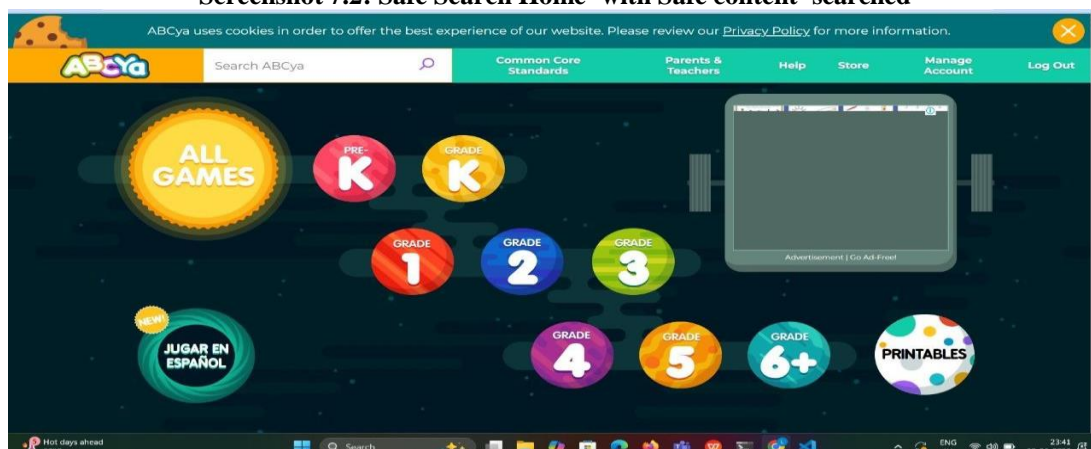 Screenshot 7.2: Safe Search Home with Safe content searched
ABCya uses cookies in order to offer the best experience of our website. Please review our Privacy Policy for more information.
ABCya Search ABCya Common Core Standards Parents & Teachers Help Store Manage Account Log Out
ALL GAMES
PRE-K
GRADE K
GRADE 1
GRADE 2
GRADE 3
Advertisement | Go Ad-Free!
NEW!
JUGAR EN ESPAÑOL
GRADE 4
GRADE 5
GRADE 6+
PRINTABLES
Hot days ahead
Search
ENG
23:41